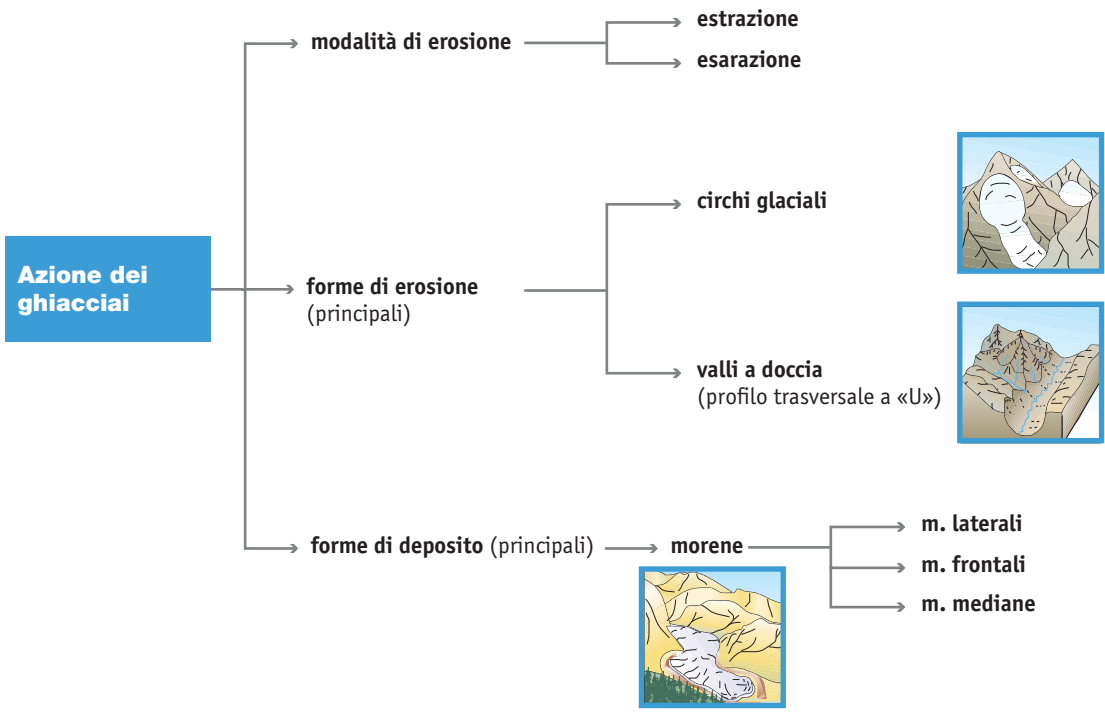 Azione dei
ghiacciai
modalità di erosione
estrazione
esarazione
forme di erosione
(principali)
circhi glaciali
valli a doccia
(profilo trasversale a «U»)
forme di deposito (principali)
morene
m. laterali
m. frontali
m. mediane